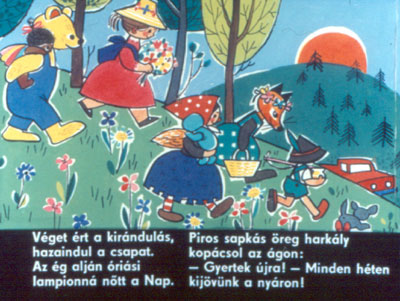 Véget ért a kirándulás,
hazaindul a csapat.
Az ég alján óriási
lampionná nőtt a Nap.
Piros sapkás öreg harkály
kopácsol az ágon:
— Gyertek újra! — Minden héten
kijövünk a nyáron!